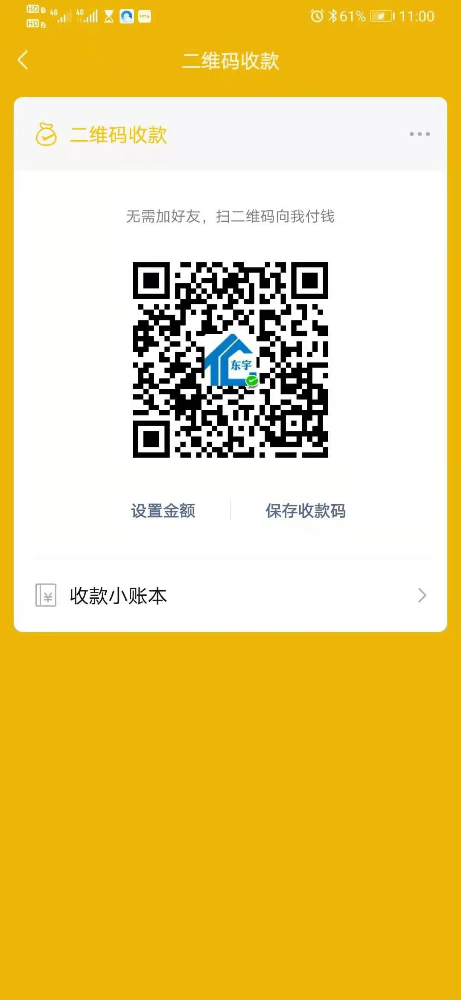 HD 1 4G 4G HMS 61% 11:00
HD 2
二维码收款
二维码收款
无需加好友，扫二维码向我付钱
东宇
设置金额 保存收款码
¥ 收款小账本